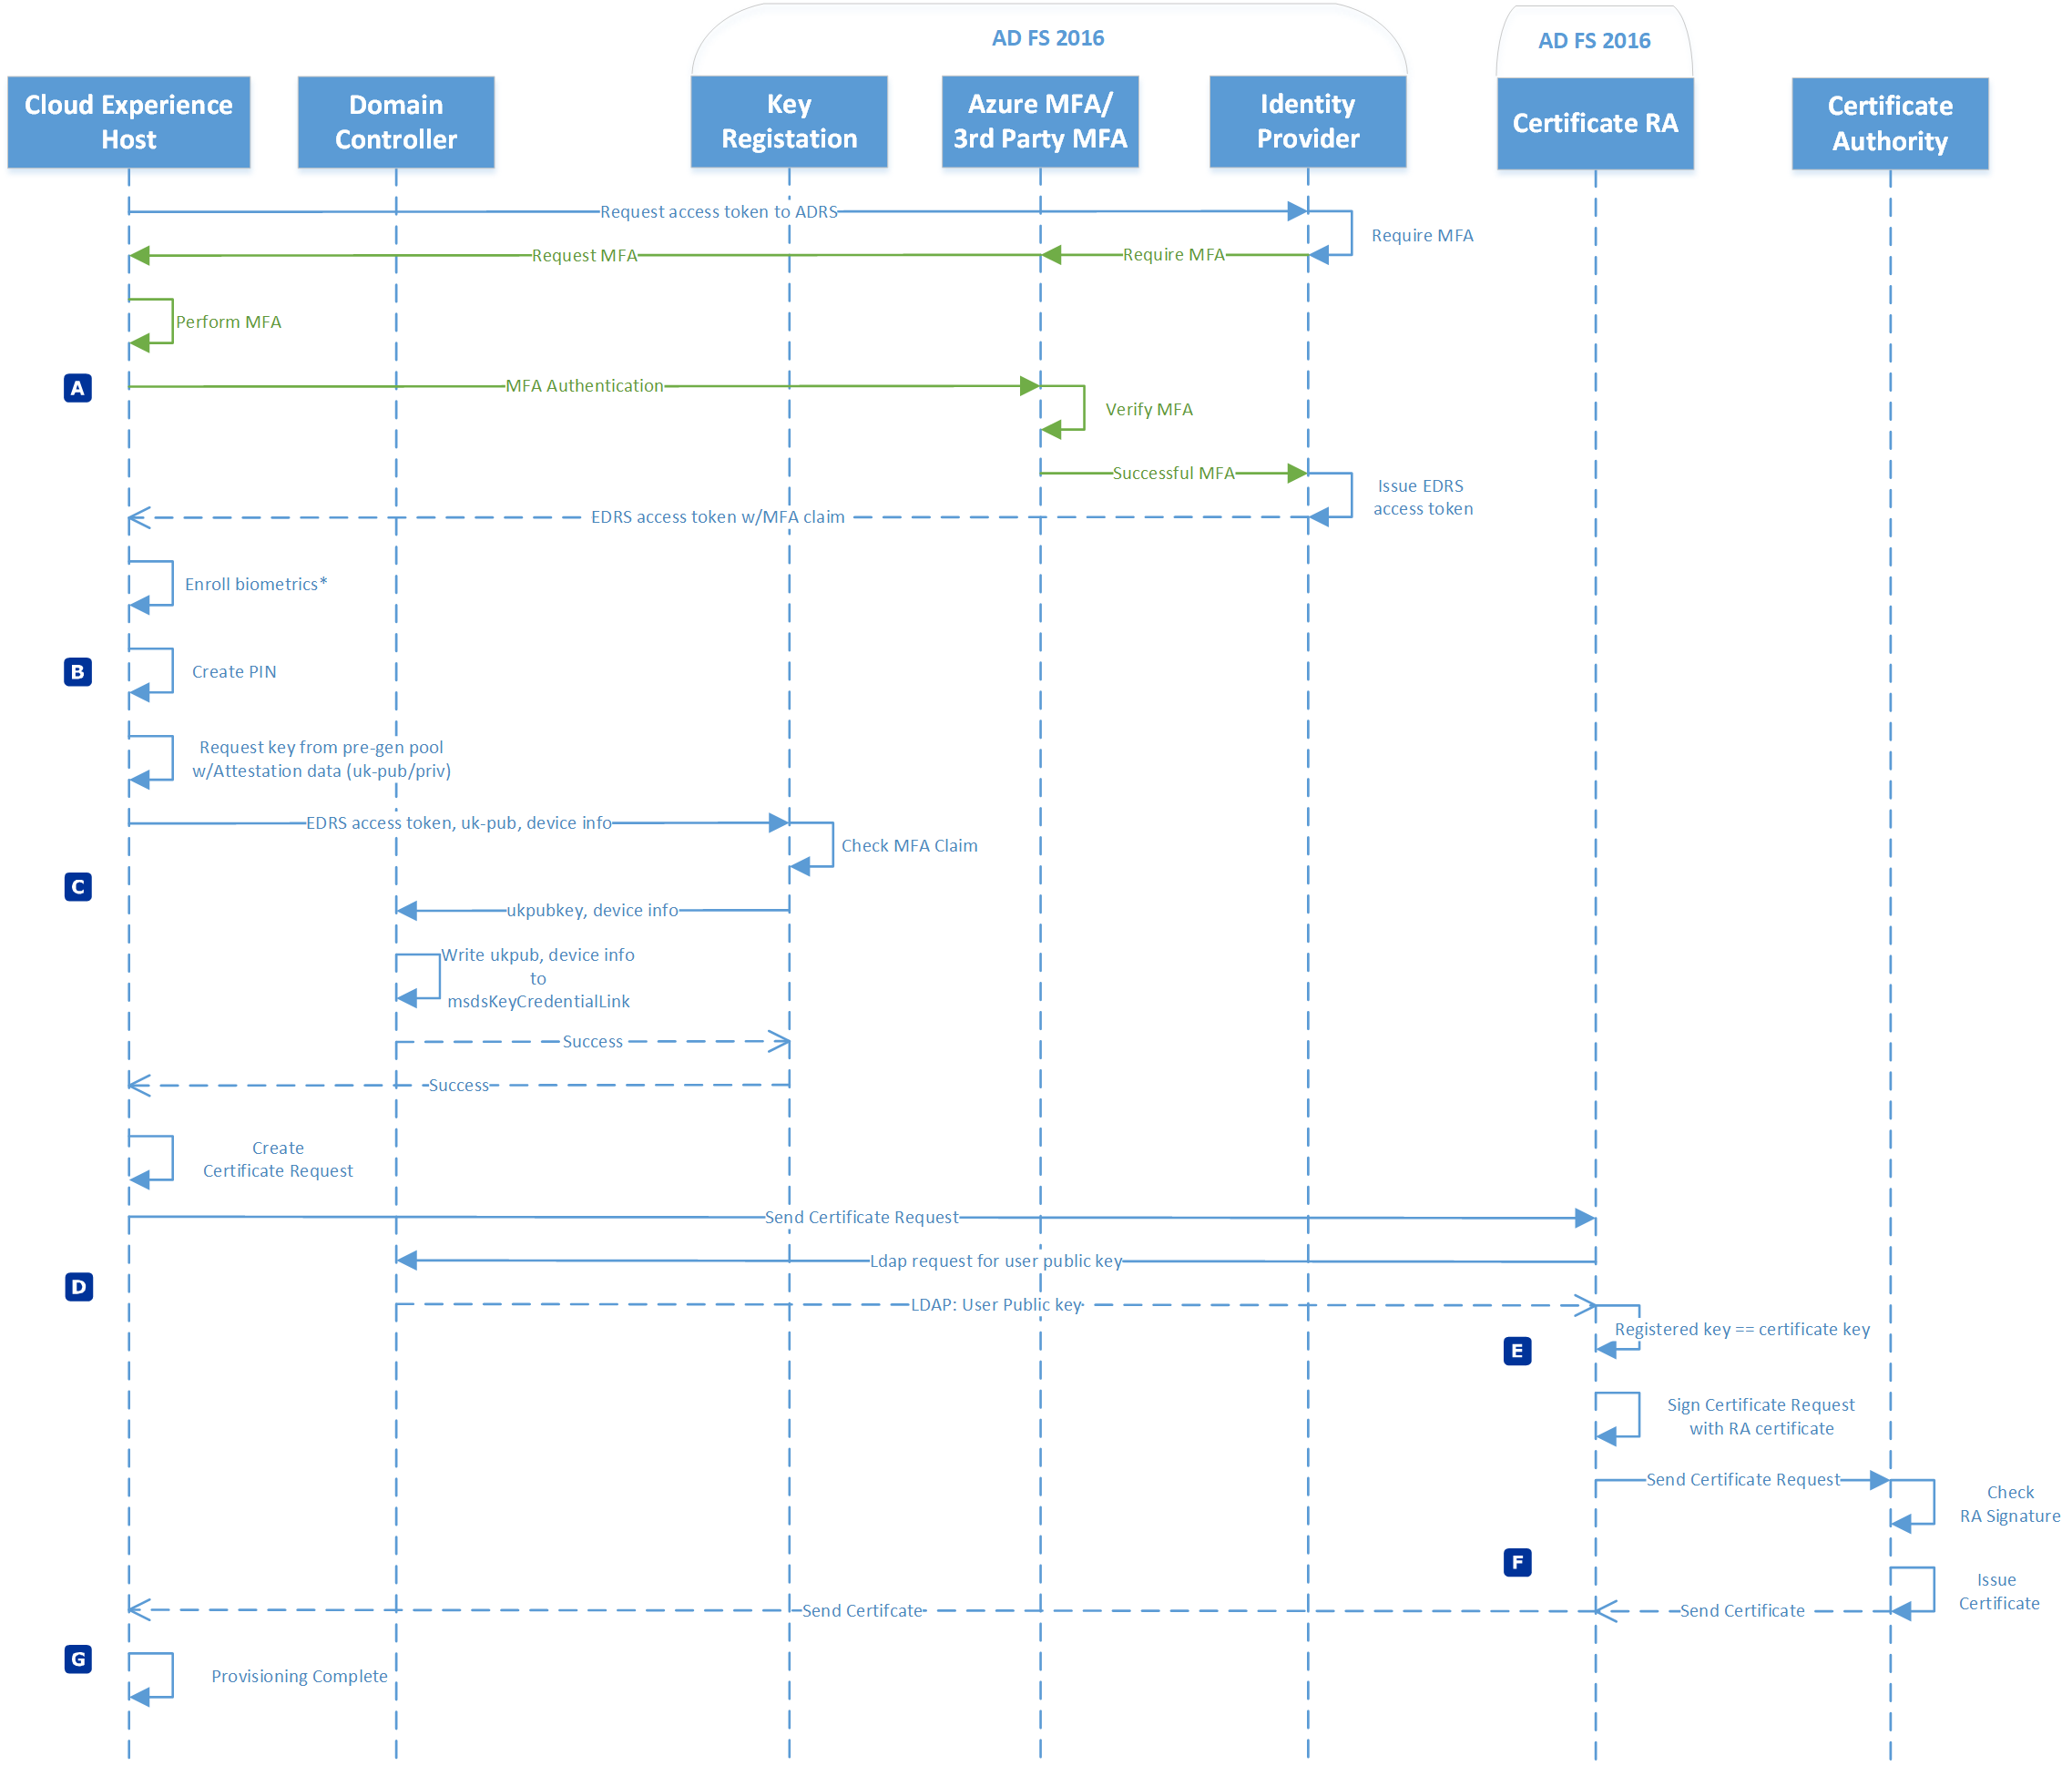 AD FS 2016
AD FS 2016
Cloud Experience
Host
Domain
Controller
Key
Registation
Azure MFA/
3rd Party MFA
Identity
Provider
Certificate RA
Certificate
Authority
Request access token to ADRS
Require MFA
Request MFA
Require MFA
Perform MFA
A
MFA Authentication
Verify MFA
Successful MFA
Issue EDRS
access token
EDRS access token w/MFA claim
Enroll biometrics*
B
Create PIN
Request key from pre-gen pool
w/Attestation data (uk-pub/priv)
EDRS access token, uk-pub, device info
Check MFA Claim
C
ukpubkey, device info
Write ukpub, device info
to
msdsKeyCredentialLink
Success
Success
Create
Certificate Request
Send Certificate Request
Ldap request for user public key
D
LDAP: User Public key
Registered key == certificate key
E
Sign Certificate Request
with RA certificate
Send Certificate Request
Check
RA Signature
F
Issue
Certificate
Send Certifcate
Send Certificate
G
Provisioning Complete